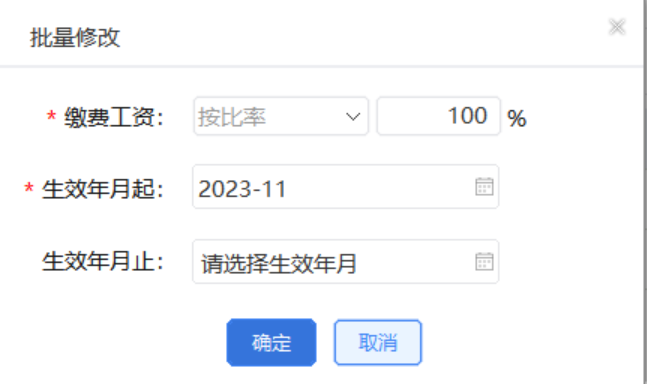 批量修改
* 缴费工资： 按比率 100 %
* 生效年月起： 2023-11
生效年月止： 请选择生效年月
确定 取消